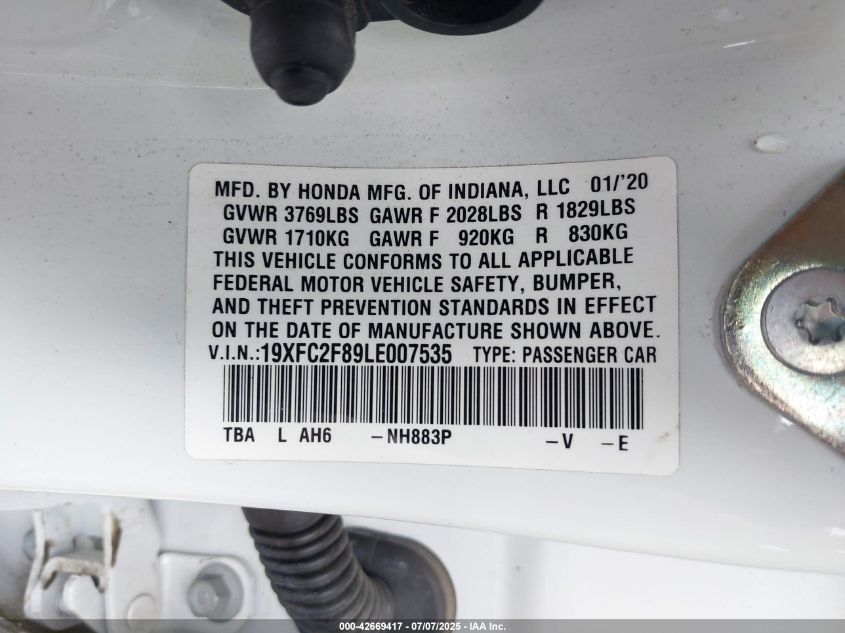 MFD. BY HONDA MFG. OF INDIANA, LLC 01/'20
GVWR 3769LBS GAWR F 2028LBS R 1829LBS
GVWR 1710KG GAWR F 920KG R 830KG
THIS VEHICLE CONFORMS TO ALL APPLICABLE
FEDERAL MOTOR VEHICLE SAFETY, BUMPER,
AND THEFT PREVENTION STANDARDS IN EFFECT
ON THE DATE OF MANUFACTURE SHOWN ABOVE.
V.I.N.:19XFC2F89LE007535 TYPE: PASSENGER CAR
TBA L AH6 -NH883P -V -E
000-42669417 | 07/07/2025 - IAA Inc.